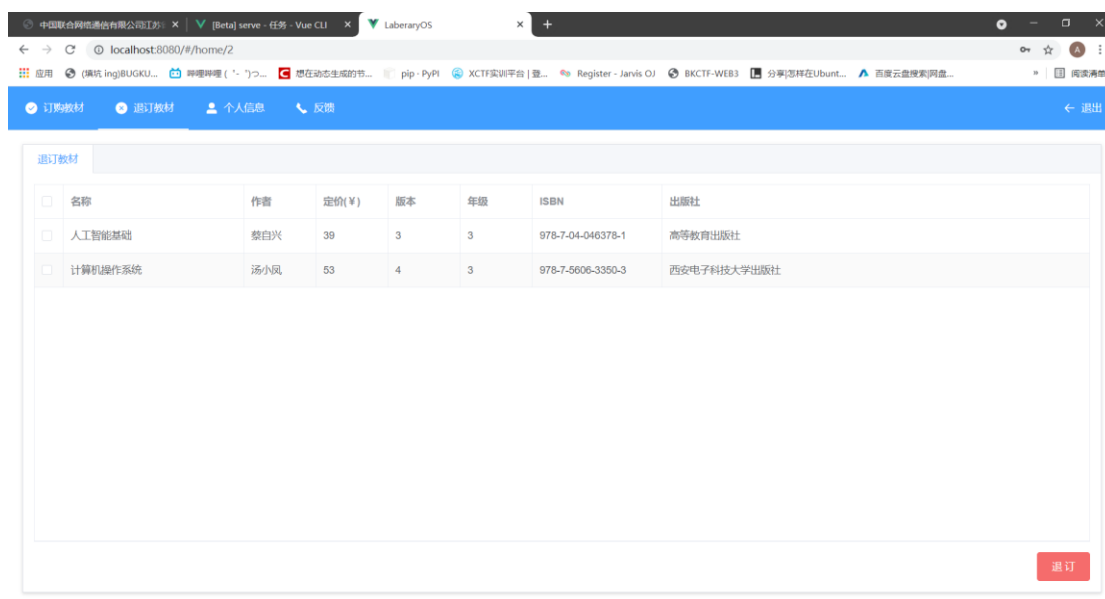 中国联合网络通信有限公司江苏 [Beta] serve - 任务 - Vue CLI LaberaryOS
localhost:8080/#/home/2
应用 (填坑 ing)BUGKU... 哔哩哔哩 ( ゜- ゜)つ... 想在动态生成的书... pip · PyPI XCTF实训平台 | 登... Register - Jarvis OJ BKCTF-WEB3 分享|怎样在Ubunt... 百度云盘搜索|网盘... » 阅读清单
订购教材 退订教材 个人信息 反馈 退出
退订教材
名称 作者 定价(¥) 版本 年级 ISBN 出版社
人工智能基础 蔡自兴 39 3 3 978-7-04-046378-1 高等教育出版社
计算机操作系统 汤小凤 53 4 3 978-7-5606-3350-3 西安电子科技大学出版社
退订